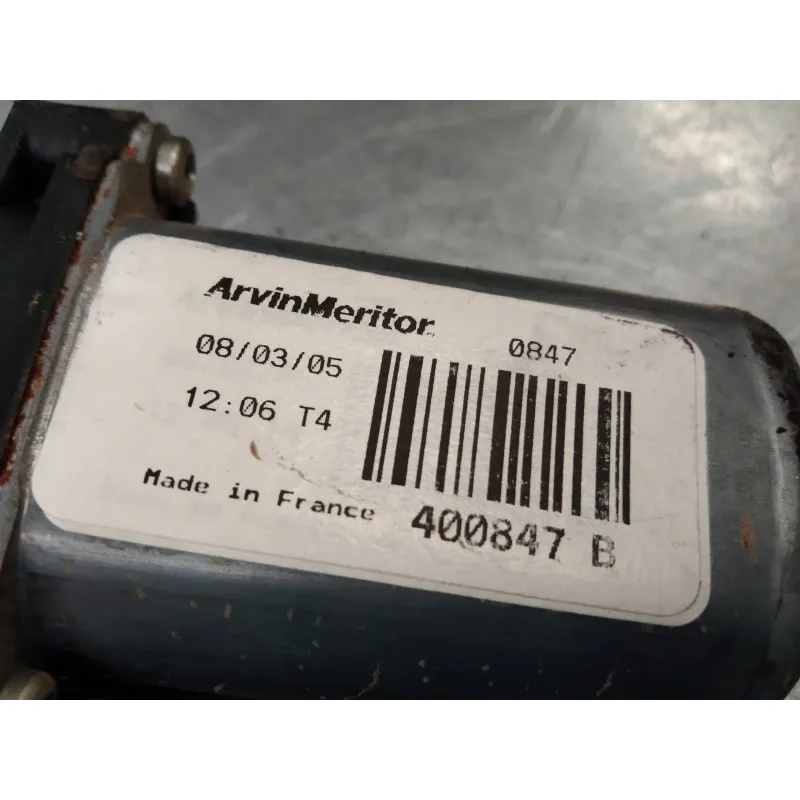 ArvinMeritor
0847
08/03/05
12:06 T4
Made in France
400847 B